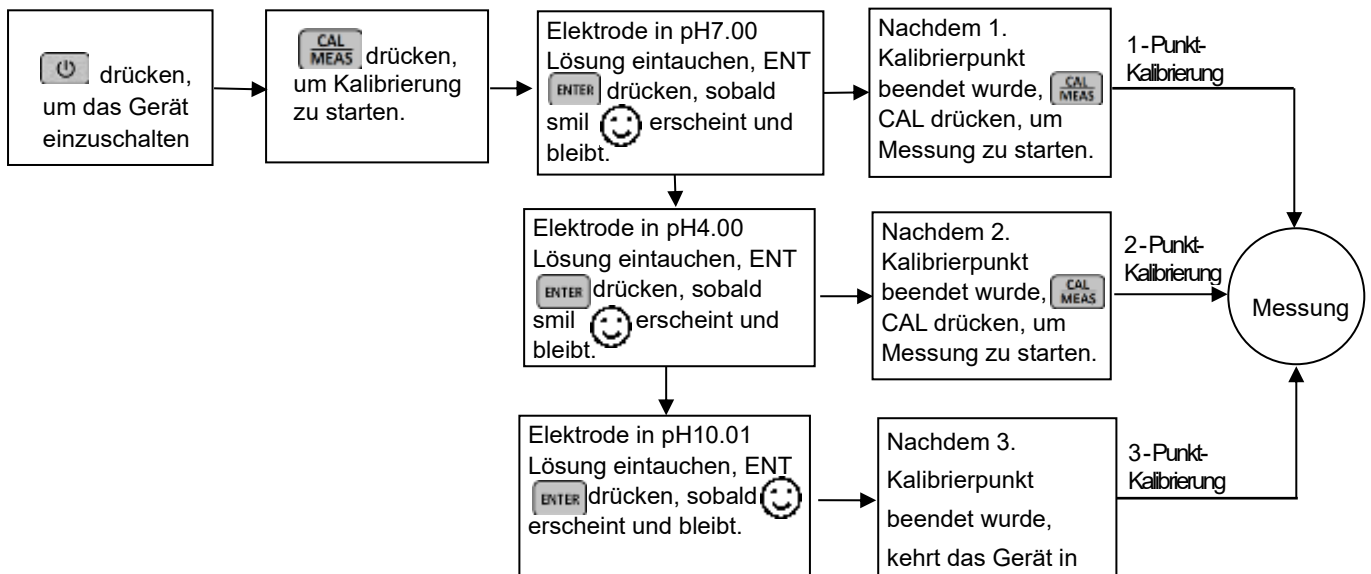 drücken,
um das Gerät
einzuschalten
CAL
MEAS drücken,
um Kalibrierung
zu starten.
Elektrode in pH7.00
Lösung eintauchen, ENT
ENTER drücken, sobald
smil erscheint und
bleibt.
Nachdem 1.
Kalibrierpunkt
beendet wurde, CAL MEAS
CAL drücken, um
Messung zu starten.
1-Punkt-
Kalibrierung
Elektrode in pH4.00
Lösung eintauchen, ENT
ENTER drücken, sobald
smil erscheint und
bleibt.
Nachdem 2.
Kalibrierpunkt
beendet wurde, CAL MEAS
CAL drücken, um
Messung zu starten.
2-Punkt-
Kalibrierung
Messung
Elektrode in pH10.01
Lösung eintauchen, ENT
ENTER drücken, sobald
erscheint und bleibt.
Nachdem 3.
Kalibrierpunkt
beendet wurde,
kehrt das Gerät in
3-Punkt-
Kalibrierung